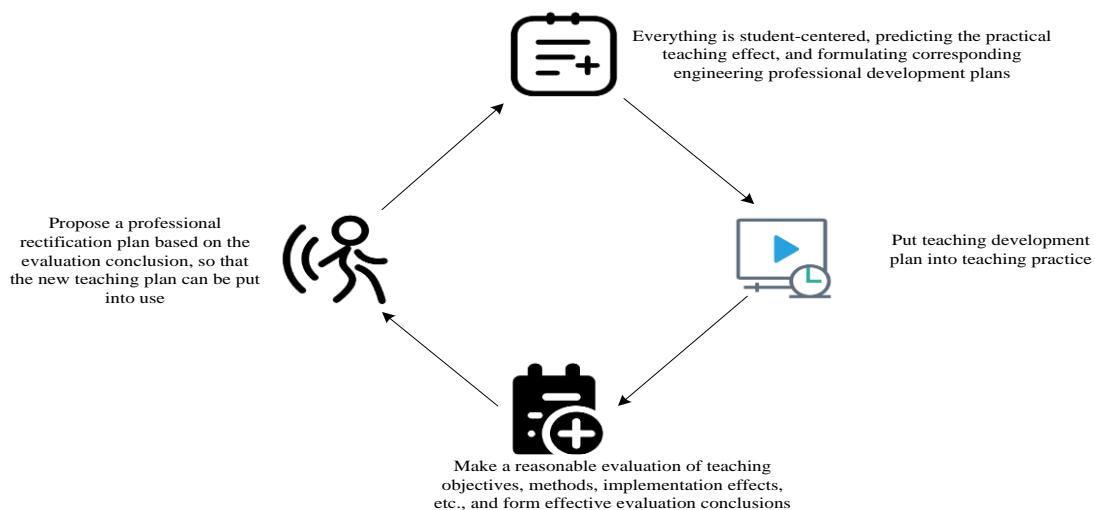 Everything is student-centered, predicting the practical
teaching effect, and formulating corresponding
engineering professional development plans
Put teaching development
plan into teaching practice
Make a reasonable evaluation of teaching
objectives, methods, implementation effects,
etc., and form effective evaluation conclusions
Propose a professional
rectification plan based on the
evaluation conclusion, so that
the new teaching plan can be put
into use